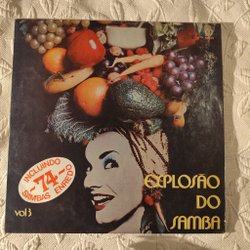 INCLUINDO
-74-
SAMBAS ENREDO
vol 3
EXPLOSÃO
DO
SAMBA